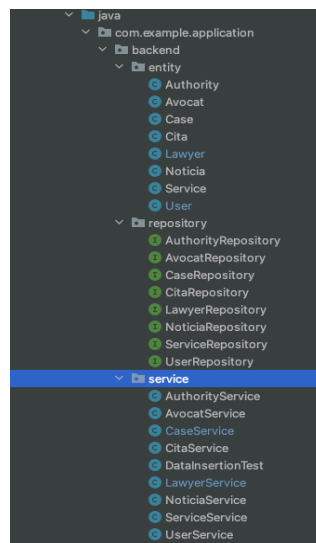 java
com.example.application
backend
entity
Authority
Avocat
Case
Cita
Lawyer
Noticia
Service
User
repository
AuthorityRepository
AvocatRepository
CaseRepository
CitaRepository
LawyerRepository
NoticiaRepository
ServiceRepository
UserRepository
service
AuthorityService
AvocatService
CaseService
CitaService
DataInsertionTest
LawyerService
NoticiaService
ServiceService
UserService